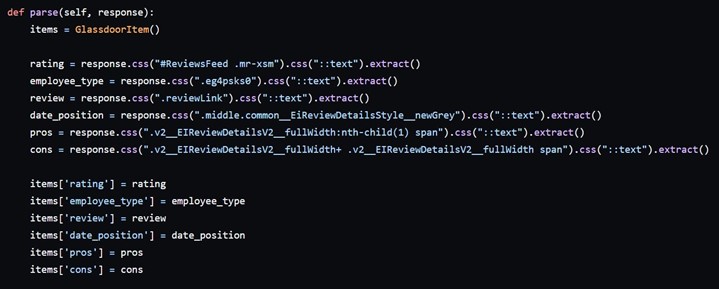 def parse(self, response):
    items = GlassdoorItem()

    rating = response.css("#ReviewsFeed .mr-xsm").css("::text").extract()
    employee_type = response.css(".eg4psks0").css("::text").extract()
    review = response.css(".reviewLink").css("::text").extract()
    date_position = response.css(".middle.common__EiReviewDetailsStyle__newGrey").css("::text").extract()
    pros = response.css(".v2__EIReviewDetailsV2__fullWidth:nth-child(1) span").css("::text").extract()
    cons = response.css(".v2__EIReviewDetailsV2__fullWidth+ .v2__EIReviewDetailsV2__fullWidth span").css("::text").extract()

    items['rating'] = rating
    items['employee_type'] = employee_type
    items['review'] = review
    items['date_position'] = date_position
    items['pros'] = pros
    items['cons'] = cons